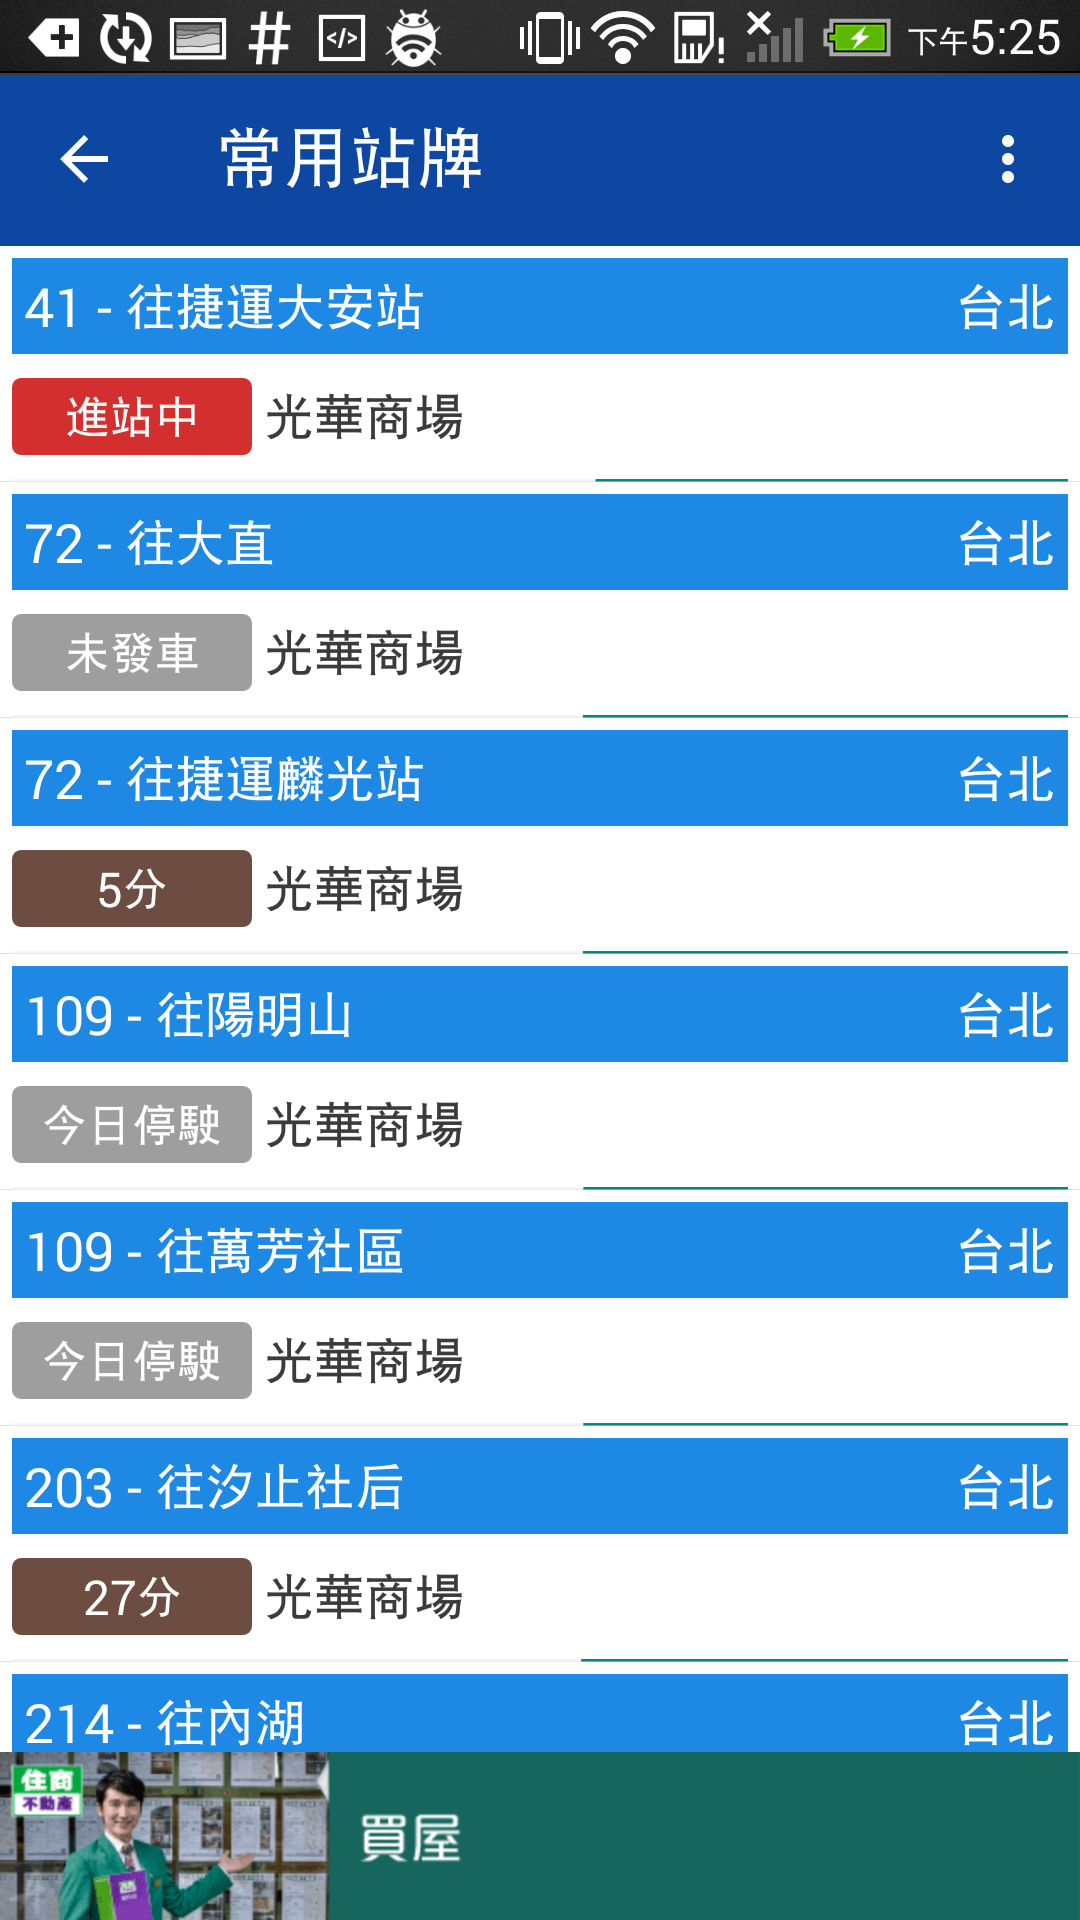 下午5:25
常用站牌
41 - 往捷運大安站 台北
進站中 光華商場
72 - 往大直 台北
未發車 光華商場
72 - 往捷運麟光站 台北
5分 光華商場
109 - 往陽明山 台北
今日停駛 光華商場
109 - 往萬芳社區 台北
今日停駛 光華商場
203 - 往汐止社后 台北
27分 光華商場
214 - 往內湖 台北
住商
不動產
買屋